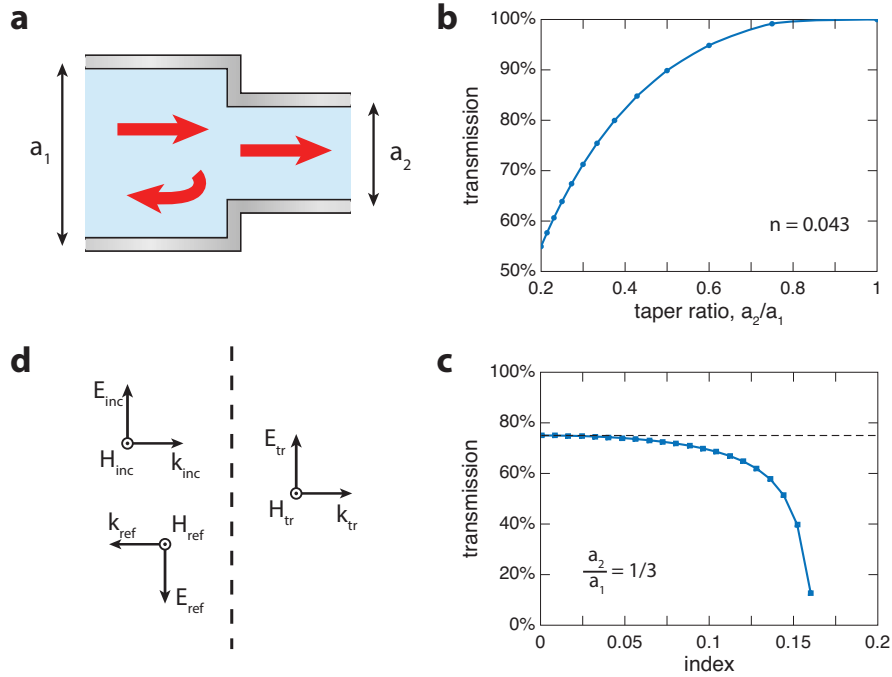 a
a1
a2
b
100%
90%
80%
70%
60%
50%
transmission
n = 0.043
0.2
0.4
0.6
0.8
1
taper ratio, a2/a1
d
Einc
Hinc
kinc
kref
Href
Eref
Etr
Htr
ktr
c
100%
80%
60%
40%
20%
0%
transmission
a2
a1
= 1/3
0
0.05
0.1
0.15
0.2
index